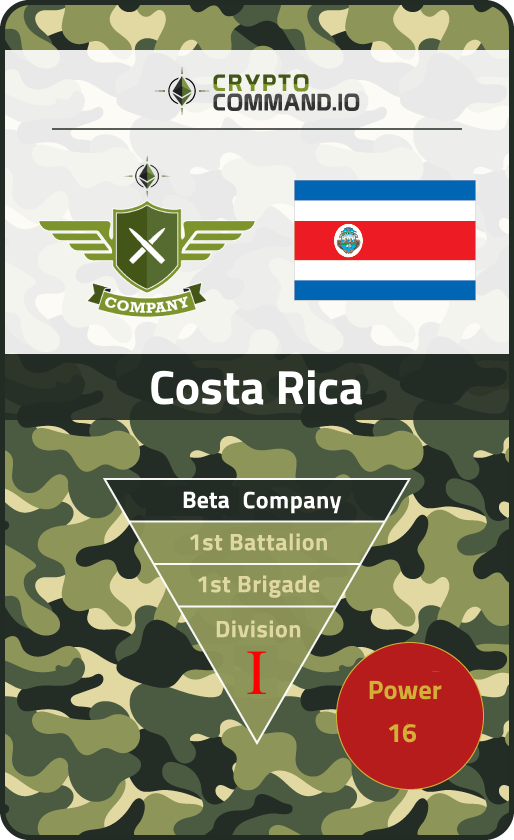 CRYPTO
COMMAND.IO
COMPANY
Costa Rica
Beta Company
1st Battalion
1st Brigade
Division
I
Power
16